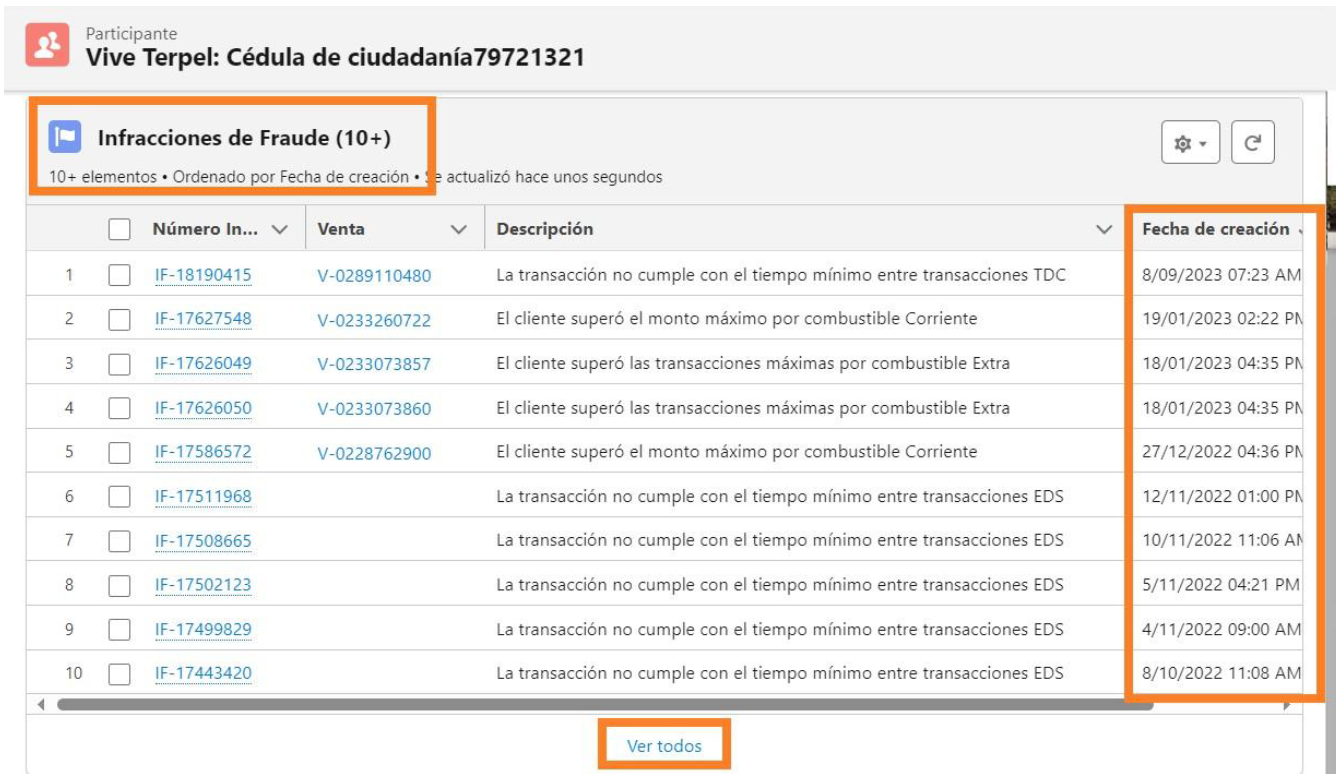 Participante
Vive Terpel: Cédula de ciudadanía79721321
Infracciones de Fraude (10+)
10+ elementos • Ordenado por Fecha de creación • Se actualizó hace unos segundos
Número In... Venta Descripción Fecha de creación
1 IF-18190415 V-0289110480 La transacción no cumple con el tiempo mínimo entre transacciones TDC 8/09/2023 07:23 AM
2 IF-17627548 V-0233260722 El cliente superó el monto máximo por combustible Corriente 19/01/2023 02:22 PM
3 IF-17626049 V-0233073857 El cliente superó las transacciones máximas por combustible Extra 18/01/2023 04:35 PM
4 IF-17626050 V-0233073860 El cliente superó las transacciones máximas por combustible Extra 18/01/2023 04:35 PM
5 IF-17586572 V-0228762900 El cliente superó el monto máximo por combustible Corriente 27/12/2022 04:36 PM
6 IF-17511968 La transacción no cumple con el tiempo mínimo entre transacciones EDS 12/11/2022 01:00 PM
7 IF-17508665 La transacción no cumple con el tiempo mínimo entre transacciones EDS 10/11/2022 11:06 AM
8 IF-17502123 La transacción no cumple con el tiempo mínimo entre transacciones EDS 5/11/2022 04:21 PM
9 IF-17499829 La transacción no cumple con el tiempo mínimo entre transacciones EDS 4/11/2022 09:00 AM
10 IF-17443420 La transacción no cumple con el tiempo mínimo entre transacciones EDS 8/10/2022 11:08 AM
Ver todos